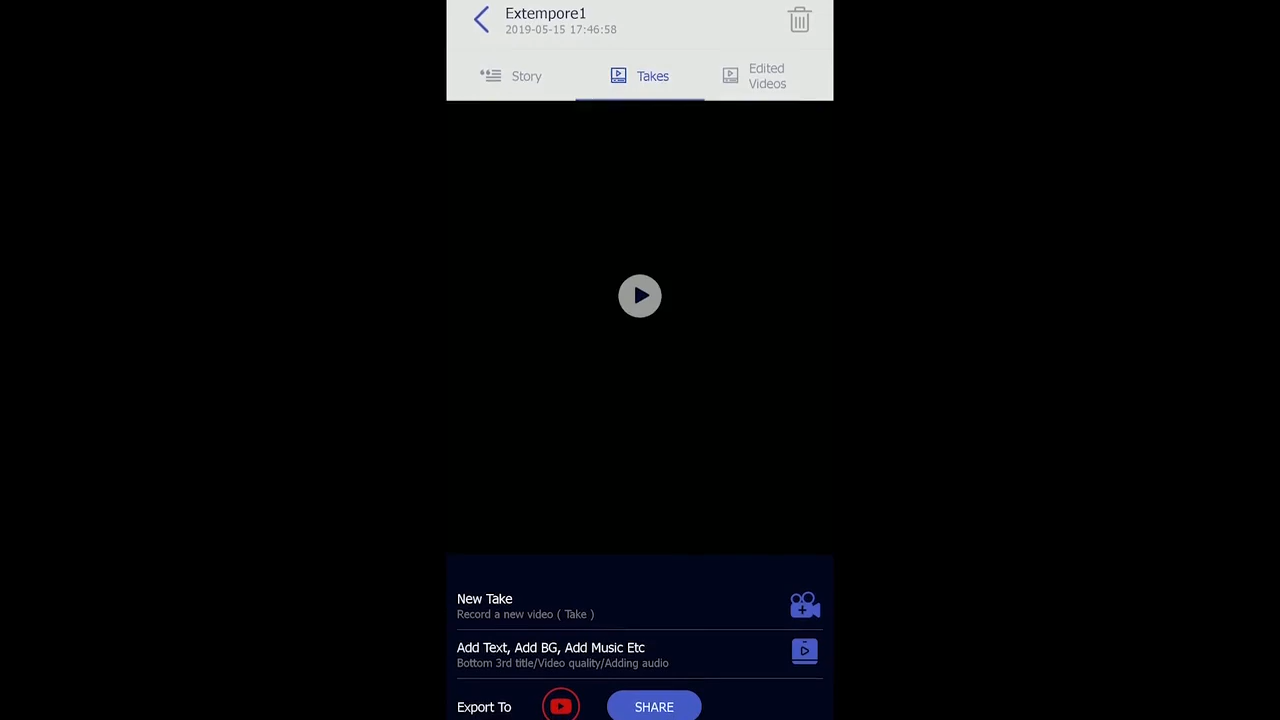 Extempore1
2019-05-15 17:46:58
Story
Takes
Edited
Videos
New Take
Record a new video ( Take )
Add Text, Add BG, Add Music Etc
Bottom 3rd title/Video quality/Adding audio
Export To
SHARE